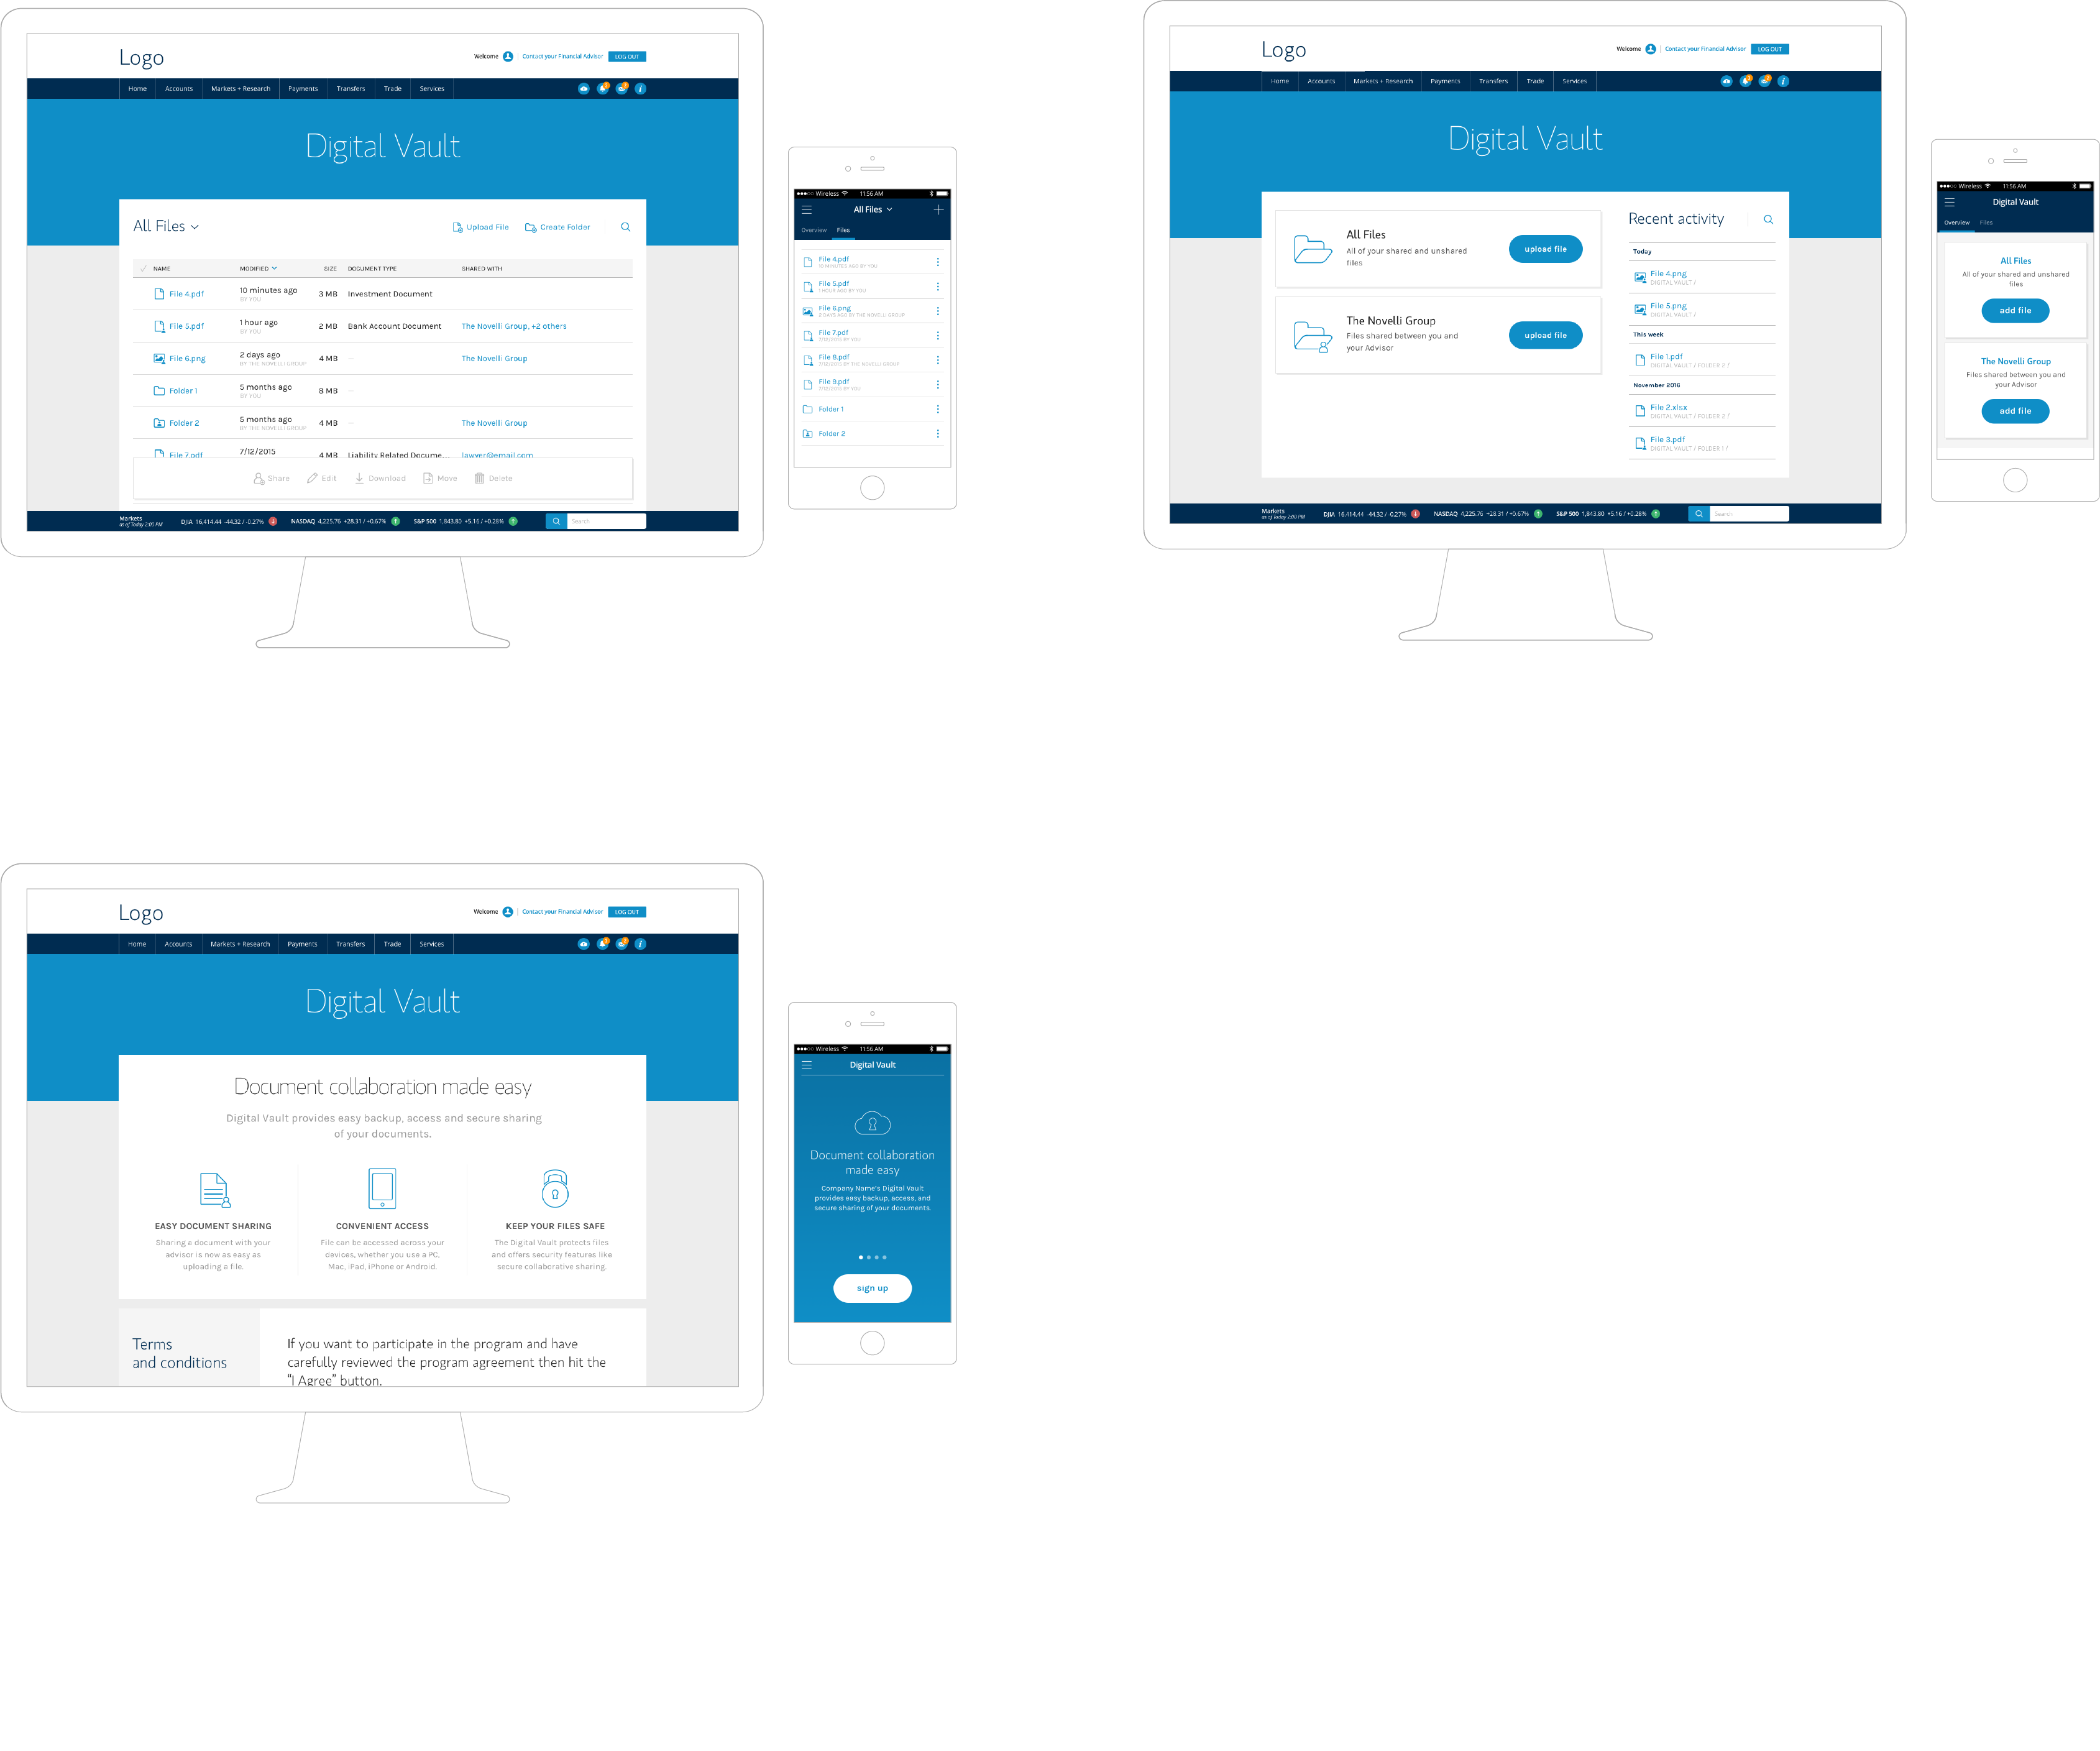 Logo
Welcome Contact your Financial Advisor LOG OUT
Home Accounts Markets + Research Payments Transfers Trade Services
Digital Vault
All Files Upload File Create Folder
NAME MODIFIED SIZE DOCUMENT TYPE SHARED WITH
File 4.pdf 10 minutes ago 3 MB Investment Document
BY YOU
File 5.pdf 1 hour ago 2 MB Bank Account Document The Novelli Group, +2 others
BY YOU
File 6.png 2 days ago 4 MB -- The Novelli Group
BY THE NOVELLI GROUP
Folder 1 5 months ago 8 MB --
BY YOU
Folder 2 5 months ago 4 MB -- The Novelli Group
BY THE NOVELLI GROUP
File 7.pdf 7/12/2015 4 MB Liability Related Docume... lawyer@email.com
Share Edit Download Move Delete
Markets
as of Today 2:00 PM
DJIA 16,414.44 -44.32 / -0.27% NASDAQ 4,225.76 +28.31 / +0.67% S&P 500 1,843.80 +5.16 / +0.28% Search
Wireless 11:56 AM
All Files
Overview Files
File 4.pdf
10 MINUTES AGO BY YOU
File 5.pdf
1 HOUR AGO BY YOU
File 6.png
2 DAYS AGO BY THE NOVELLI GROUP
File 7.pdf
7/12/2015 BY YOU
File 8.pdf
7/12/2015 BY THE NOVELLI GROUP
File 9.pdf
7/12/2015 BY YOU
Folder 1
Folder 2
Logo
Welcome Contact your Financial Advisor LOG OUT
Home Accounts Markets + Research Payments Transfers Trade Services
Digital Vault
All Files
All of your shared and unshared
files
upload file
The Novelli Group
Files shared between you and
your Advisor
upload file
Recent activity
Today
File 4.png
DIGITAL VAULT /
File 5.png
DIGITAL VAULT /
This week
File 1.pdf
DIGITAL VAULT / FOLDER 2 /
November 2016
File 2.xlsx
DIGITAL VAULT / FOLDER 2 /
File 3.pdf
DIGITAL VAULT / FOLDER 1 /
Markets
as of Today 2:00 PM
DJIA 16,414.44 -44.32 / -0.27% NASDAQ 4,225.76 +28.31 / +0.67% S&P 500 1,843.80 +5.16 / +0.28% Search
Wireless 11:56 AM
Digital Vault
Overview Files
All Files
All of your shared and unshared
files
add file
The Novelli Group
Files shared between you and
your Advisor
add file
Logo
Welcome Contact your Financial Advisor LOG OUT
Home Accounts Markets + Research Payments Transfers Trade Services
Digital Vault
Document collaboration made easy
Digital Vault provides easy backup, access and secure sharing
of your documents.
EASY DOCUMENT SHARING
Sharing a document with your
advisor is now as easy as
uploading a file.
CONVENIENT ACCESS
File can be accessed across your
devices, whether you use a PC,
Mac, iPad, iPhone or Android.
KEEP YOUR FILES SAFE
The Digital Vault protects files
and offers security features like
secure collaborative sharing.
Terms
and conditions
If you want to participate in the program and have
carefully reviewed the program agreement then hit the
“I Agree” button.
Wireless 11:56 AM
Digital Vault
Document collaboration
made easy
Company Name's Digital Vault
provides easy backup, access, and
secure sharing of your documents.
sign up